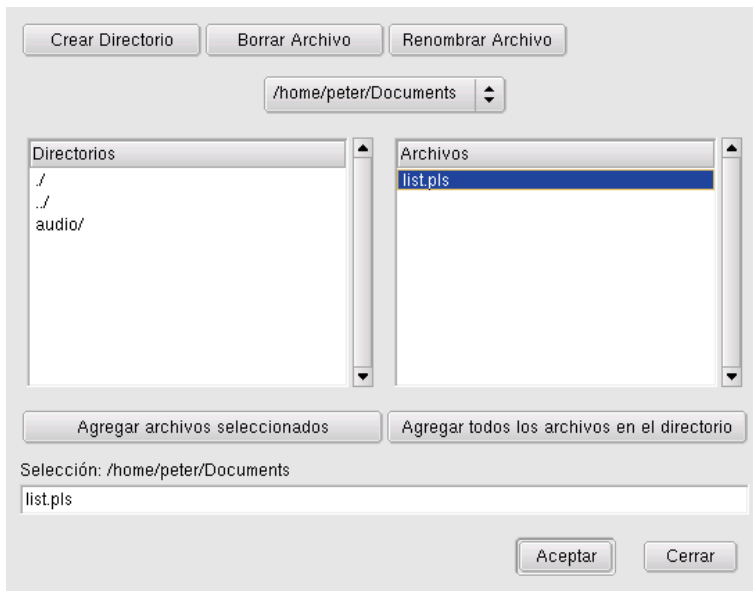 Crear Directorio Borrar Archivo Renombrar Archivo
/home/peter/Documents
Directorios
./
../
audio/
Archivos
list.pls
Agregar archivos seleccionados Agregar todos los archivos en el directorio
Selección: /home/peter/Documents
list.pls
Aceptar Cerrar